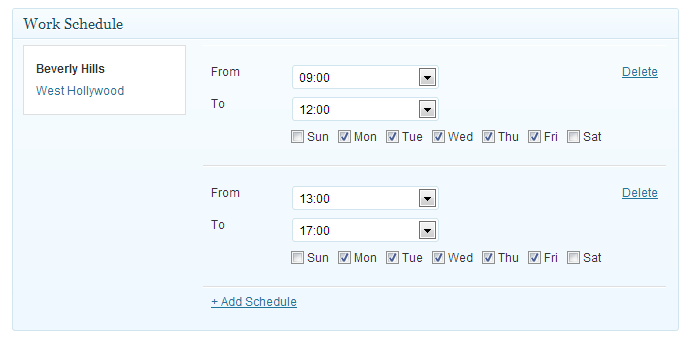 Work Schedule
Beverly Hills
West Hollywood
From 09:00 Delete
To 12:00
Sun Mon Tue Wed Thu Fri Sat
From 13:00 Delete
To 17:00
Sun Mon Tue Wed Thu Fri Sat
+ Add Schedule